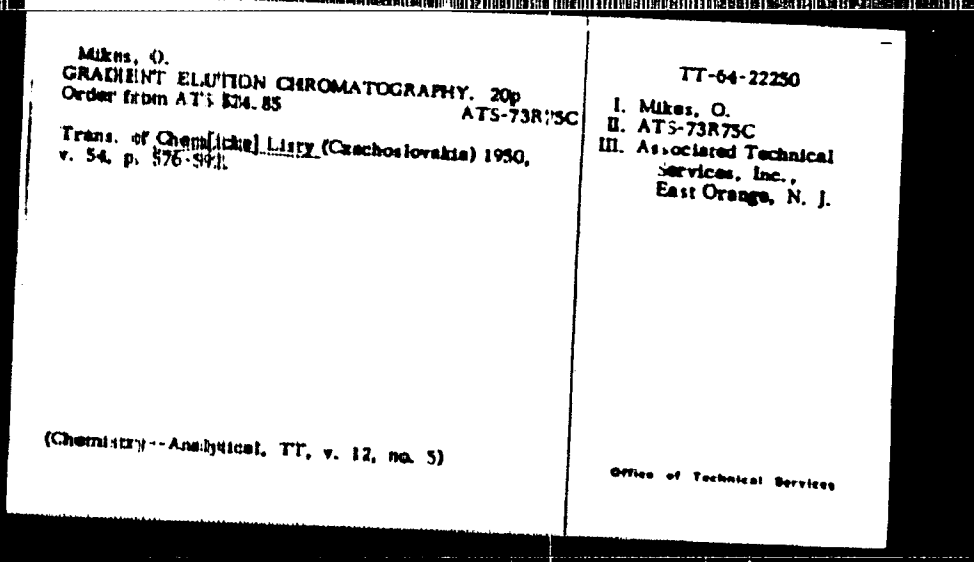 Mikes, O.
GRADIENT ELUTION CHROMATOGRAPHY. 20p
Order from ATS $24.85
ATS-73R75C
Trans. of Chem[icke] Listy (Czechoslovakia) 1950,
v. 54, p. 576-
(Chemistry--Analytical, TT, v. 12, no. 5)
TT-64-22250
I. Mikes, O.
II. ATS-73R75C
III. Associated Technical
Services, Inc.,
East Orange, N. J.
Office of Technical Services